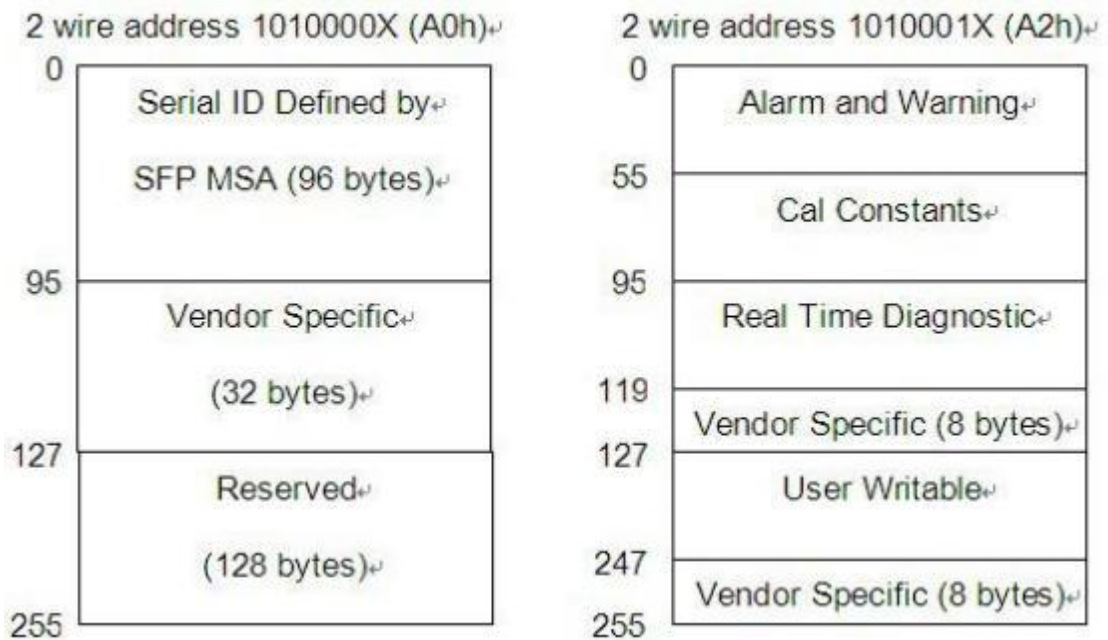 2 wire address 1010000X (A0h)↵
0
Serial ID Defined by↵
SFP MSA (96 bytes)↵
95
Vendor Specific↵
(32 bytes)↵
127
Reserved↵
(128 bytes)↵
255
2 wire address 1010001X (A2h)↵
0
Alarm and Warning↵
55
Cal Constants↵
95
Real Time Diagnostic↵
119
Vendor Specific (8 bytes)↵
127
User Writable↵
247
Vendor Specific (8 bytes)↵
255